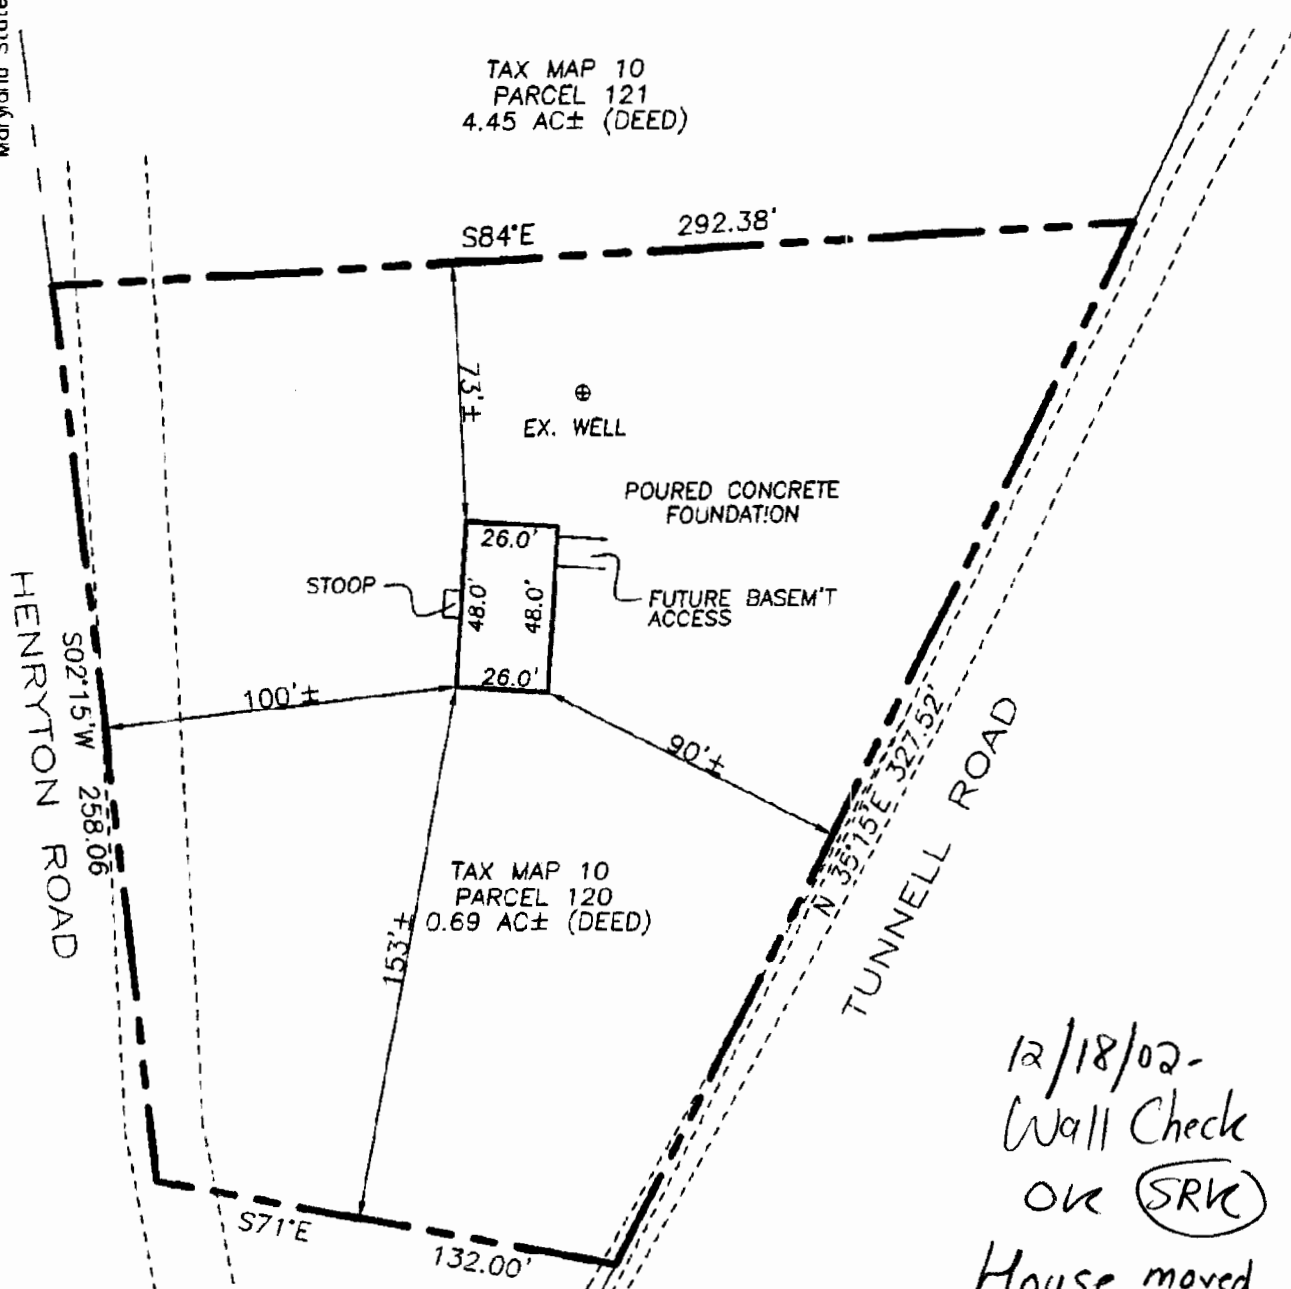 Maryland State
TAX MAP 10
PARCEL 121
4.45 AC± (DEED)
S84°E 292.38'
73'±
EX. WELL
POURED CONCRETE
FOUNDATION
26.0'
STOOP
48.0'
48.0'
FUTURE BASEM'T
ACCESS
26.0'
100'±
90'±
S02°15'W 258.06
HENRYTON ROAD
N 35°15'E 327.52'
TUNNELL ROAD
TAX MAP 10
PARCEL 120
0.69 AC± (DEED)
153'±
S71°E
132.00'
12/18/02-
Wall Check
OK SRK
House moved